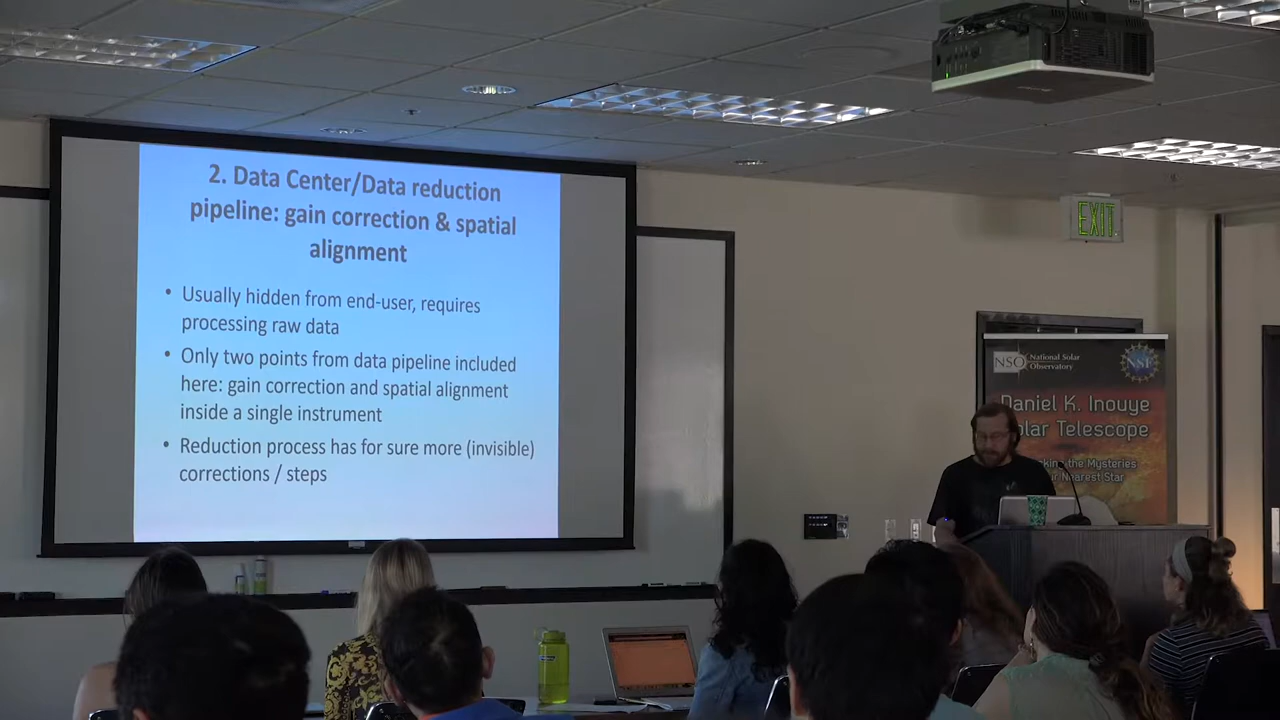 2. Data Center/Data reduction
pipeline: gain correction & spatial
alignment
• Usually hidden from end-user, requires
processing raw data
• Only two points from data pipeline included
here: gain correction and spatial alignment
inside a single instrument
• Reduction process has for sure more (invisible)
corrections / steps
EXIT
NSO National Solar
Observatory
NSF
Daniel K. Inouye
olar Telescope
the Mysteries
Nearest Star